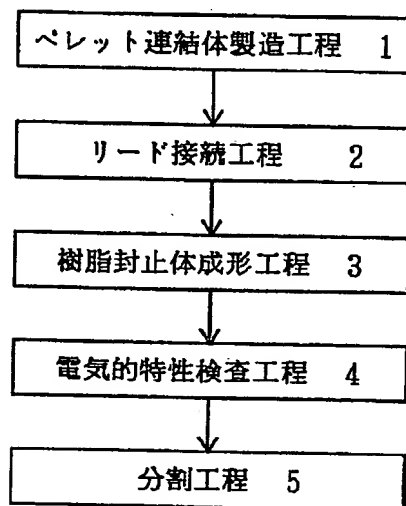 ペレット連結体製造工程 1
リード接続工程 2
樹脂封止体成形工程 3
電気的特性検査工程 4
分割工程 5